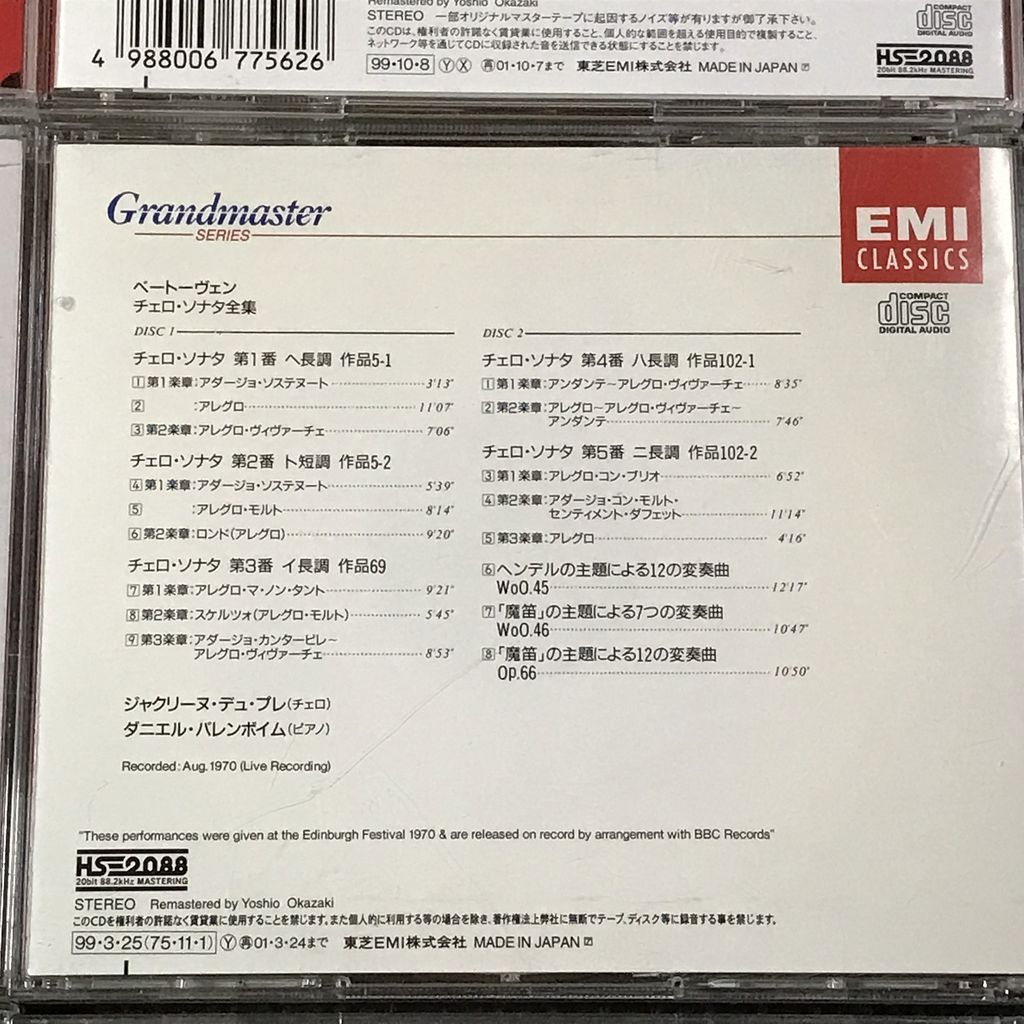 Remastered by Yoshio Okazaki
STEREO 一部オリジナルマスターテープに起因するノイズ等が有りますが御了承下さい。
このCDは、権利者の許諾なく賃貸業に使用すること、個人的な範囲を超える使用目的で複製すること、
ネットワーク等を通じてCDに収録された音を送信できる状態にすることを禁じます。
4 988006 775626
99・10・8 Ⓨ Ⓧ 再01・10・7まで 東芝EMI株式会社 MADE IN JAPAN
COMPACT
disc
DIGITAL AUDIO
HS-2088
20bit 88.2kHz MASTERING
Grandmaster
SERIES
EMI
CLASSICS
COMPACT
disc
DIGITAL AUDIO
ベートーヴェン
チェロ・ソナタ全集
DISC 1
チェロ・ソナタ 第1番 ヘ長調 作品5-1
1 第1楽章:アダージョ・ソステヌート 3'13"
2 :アレグロ 11'07"
3 第2楽章:アレグロ・ヴィヴァーチェ 7'06"
チェロ・ソナタ 第2番 ト短調 作品5-2
4 第1楽章:アダージョ・ソステヌート 5'39"
5 :アレグロ・モルト 8'14"
6 第2楽章:ロンド(アレグロ) 9'20"
チェロ・ソナタ 第3番 イ長調 作品69
7 第1楽章:アレグロ・マ・ノン・タント 9'21"
8 第2楽章:スケルツォ(アレグロ・モルト) 5'45"
9 第3楽章:アダージョ・カンタービレ~
アレグロ・ヴィヴァーチェ 8'53"
DISC 2
チェロ・ソナタ 第4番 ハ長調 作品102-1
1 第1楽章:アンダンテ~アレグロ・ヴィヴァーチェ 8'35"
2 第2楽章:アレグロ~アレグロ・ヴィヴァーチェ~
アンダンテ 7'46"
チェロ・ソナタ 第5番 ニ長調 作品102-2
3 第1楽章:アレグロ・コン・ブリオ 6'52"
4 第2楽章:アダージョ・コン・モルト・
センティメント・ダフェット 11'14"
5 第3楽章:アレグロ 4'16"
6 ヘンデルの主題による12の変奏曲
WoO.45 12'17"
7 「魔笛」の主題による7つの変奏曲
WoO.46 10'47"
8 「魔笛」の主題による12の変奏曲
Op.66 10'50"
ジャクリーヌ・デュ・プレ(チェロ)
ダニエル・バレンボイム(ピアノ)
Recorded: Aug. 1970 (Live Recording)
"These performances were given at the Edinburgh Festival 1970 & are released on record by arrangement with BBC Records"
HS-2088
20bit 88.2kHz MASTERING
STEREO Remastered by Yoshio Okazaki
このCDを権利者の許諾なく賃貸業に使用することを禁じます。また個人的に利用する等の場合を除き、著作権法上弊社に無断でテープ、ディスク等に録音する事を禁じます。
99・3・25(75・11・1) Ⓨ 再01・3・24まで 東芝EMI株式会社 MADE IN JAPAN